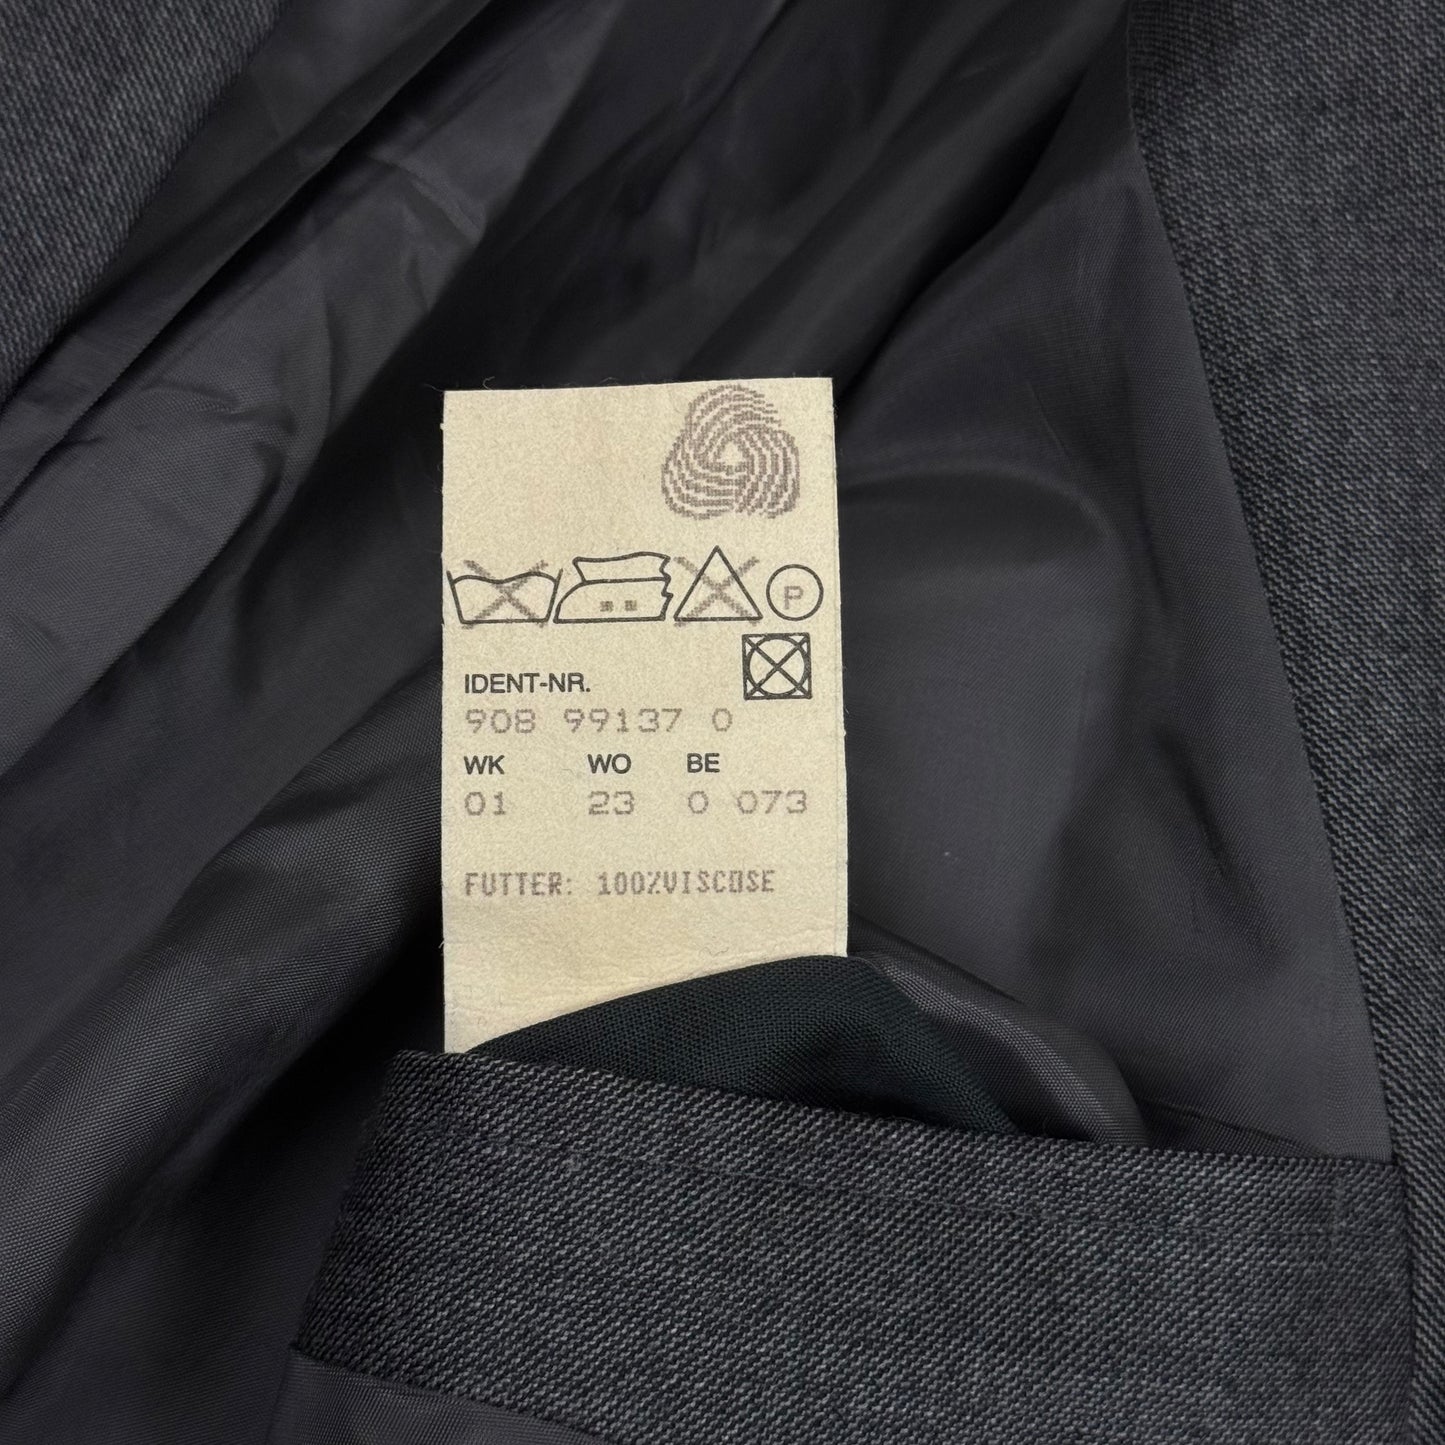 P
IDENT-NR.
908 99137 0
WK WO BE
01 23 0 073
FUTTER: 100%VISCOSE